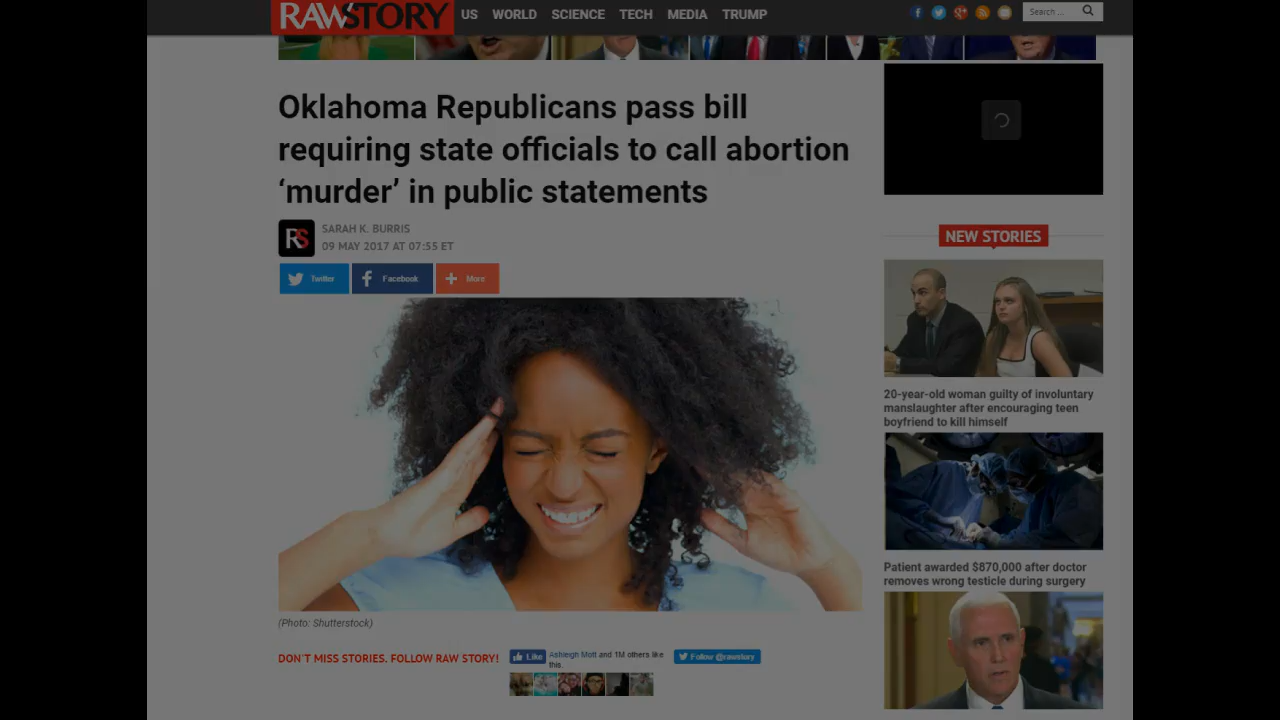 RAWSTORY US WORLD SCIENCE TECH MEDIA TRUMP Search ...
Oklahoma Republicans pass bill
requiring state officials to call abortion
‘murder’ in public statements
RS
SARAH K. BURRIS
09 MAY 2017 AT 07:55 ET
Twitter Facebook More
(Photo: Shutterstock)
DON'T MISS STORIES. FOLLOW RAW STORY!
Like Ashleigh Mott and 1M others like
this.
Follow @rawstory
NEW STORIES
20-year-old woman guilty of involuntary
manslaughter after encouraging teen
boyfriend to kill himself
Patient awarded $870,000 after doctor
removes wrong testicle during surgery